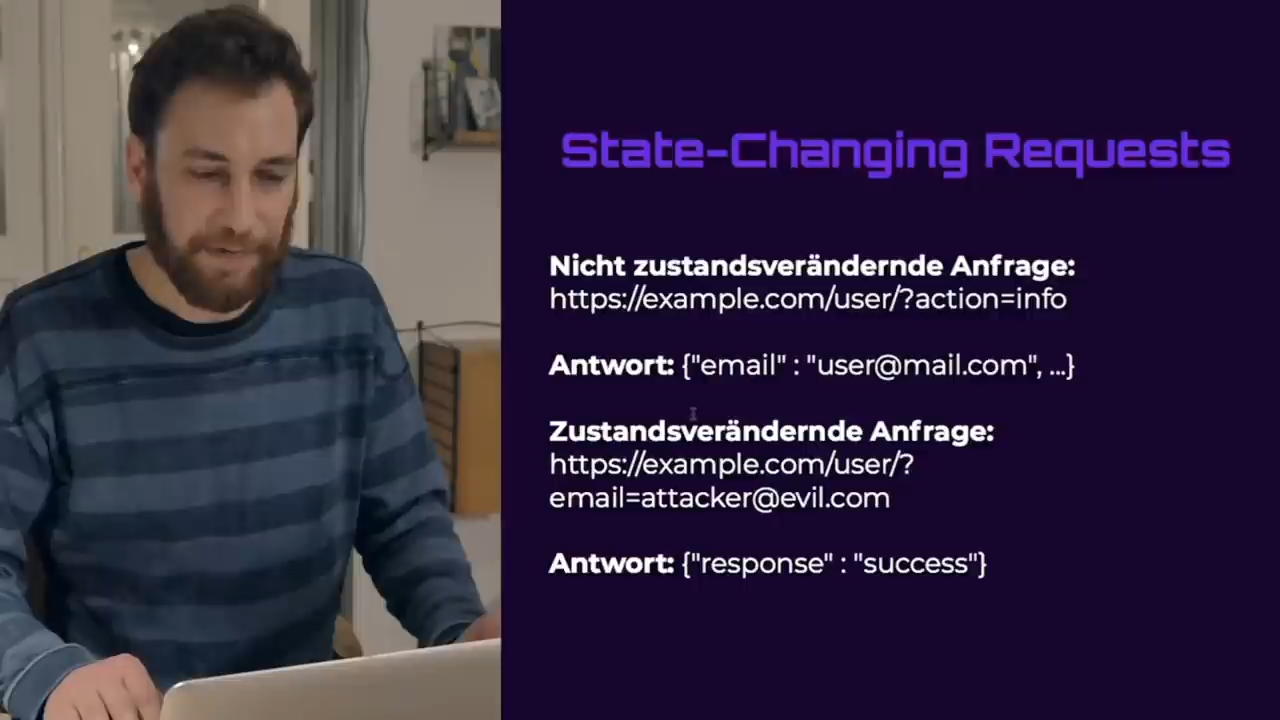 State-Changing Requests
Nicht zustandsverändernde Anfrage:
https://example.com/user/?action=info
Antwort: {"email" : "user@mail.com", ...}
Zustandsverändernde Anfrage:
https://example.com/user/?
email=attacker@evil.com
Antwort: {"response" : "success"}